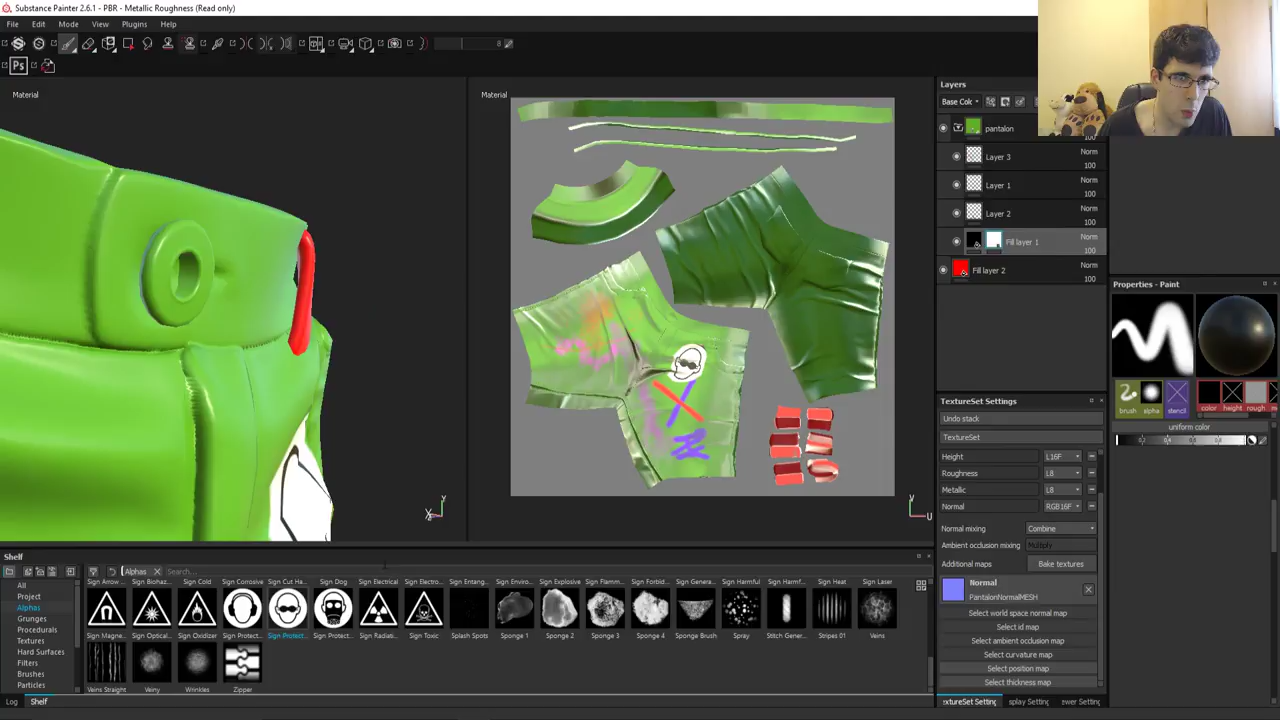 Substance Painter 2.6.1 - PBR - Metallic Roughness (Read only)
File Edit Mode View Plugins Help
8
Ps
Material
Material
Layers
Base Col
pantalon
Norm
100
Layer 3
Norm
100
Layer 1
Norm
100
Layer 2
Norm
100
Fill layer 1
Norm
100
Fill layer 2
Norm
100
Properties - Paint
brush alpha stencil color height rough
uniform color
TextureSet Settings
Undo stack
TextureSet
Height L16F
Roughness L8
Metallic L8
Normal RGB16F
Normal mixing Combine
Ambient occlusion mixing Multiply
Additional maps Bake textures
Normal
PantalonNormalMESH
Select world space normal map
Select id map
Select ambient occlusion map
Select curvature map
Select position map
Select thickness map
Y
X
Y
U
Shelf
Alphas Search...
All
Project
Alphas
Grunges
Procedurals
Textures
Hard Surfaces
Filters
Brushes
Particles
Sign Arrow ... Sign Biohaz... Sign Cold Sign Corrosive Sign Cut Ha... Sign Dog Sign Electrical Sign Electro... Sign Entang... Sign Enviro... Sign Explosive Sign Flamm... Sign Forbid... Sign Genera... Sign Harmful Sign Harmf... Sign Heat Sign Laser
Sign Magne... Sign Optical... Sign Oxidizer Sign Protect... Sign Protec... Sign Protect... Sign Radiati... Sign Toxic Splash Spots Sponge 1 Sponge 2 Sponge 3 Sponge 4 Sponge Brush Spray Stitch Gener... Stripes 01 Veins
Veins Straight Veiny Wrinkles Zipper
Log Shelf
extureSet Setting splay Setting ewer Setting